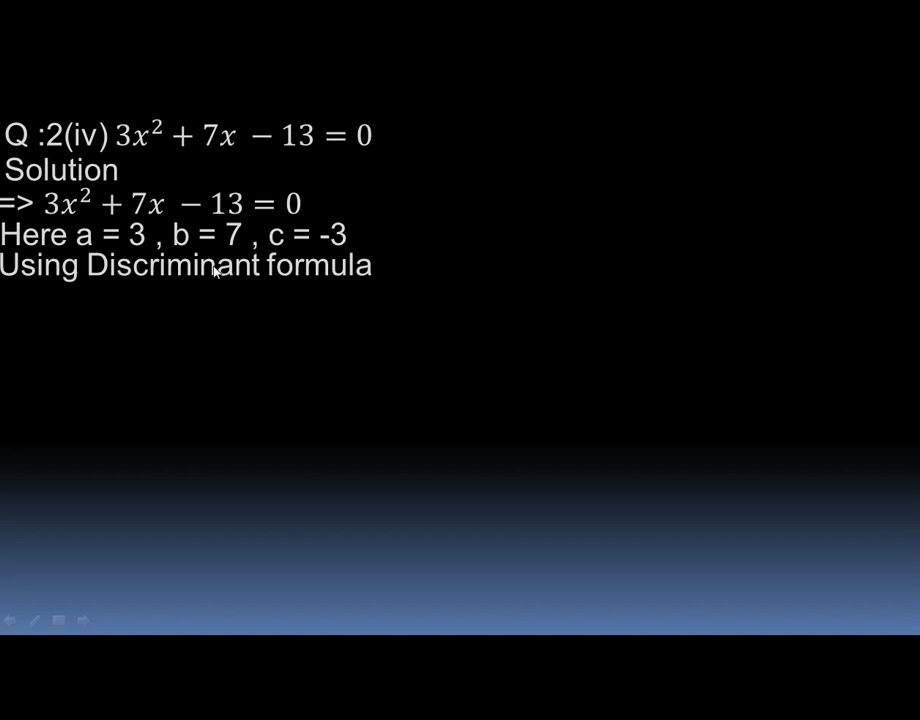 Q :2(iv) 3x² + 7x − 13 = 0
Solution
=> 3x² + 7x − 13 = 0
Here a = 3 , b = 7 , c = -3
Using Discriminant formula